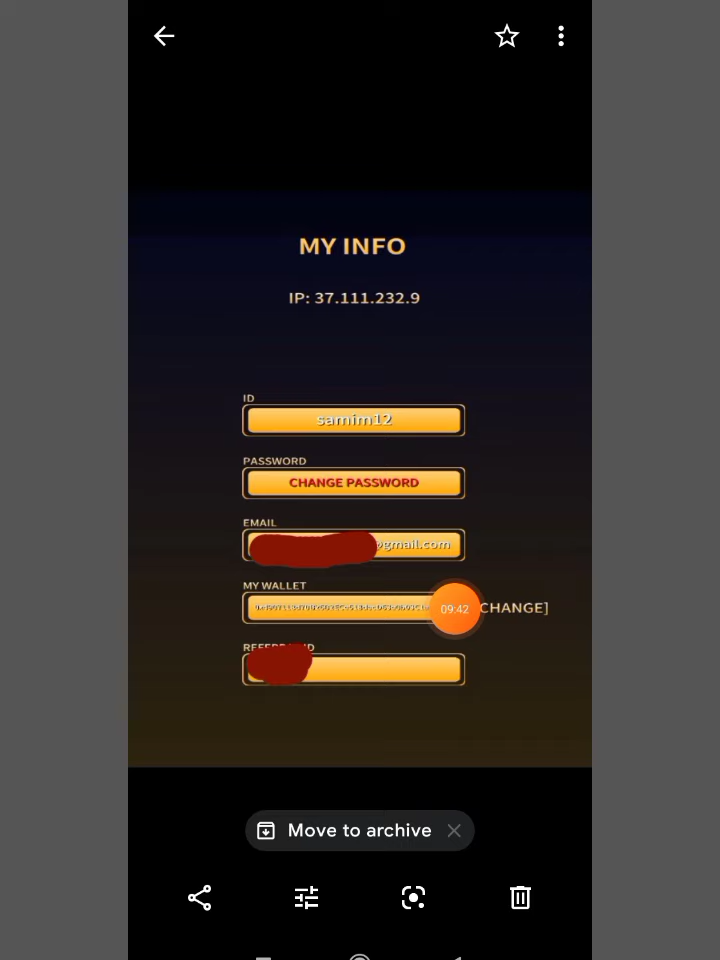 MY INFO
IP: 37.111.232.9
ID
samim12
PASSWORD
CHANGE PASSWORD
EMAIL
@gmail.com
MY WALLET
09:42
CHANGE]
Move to archive